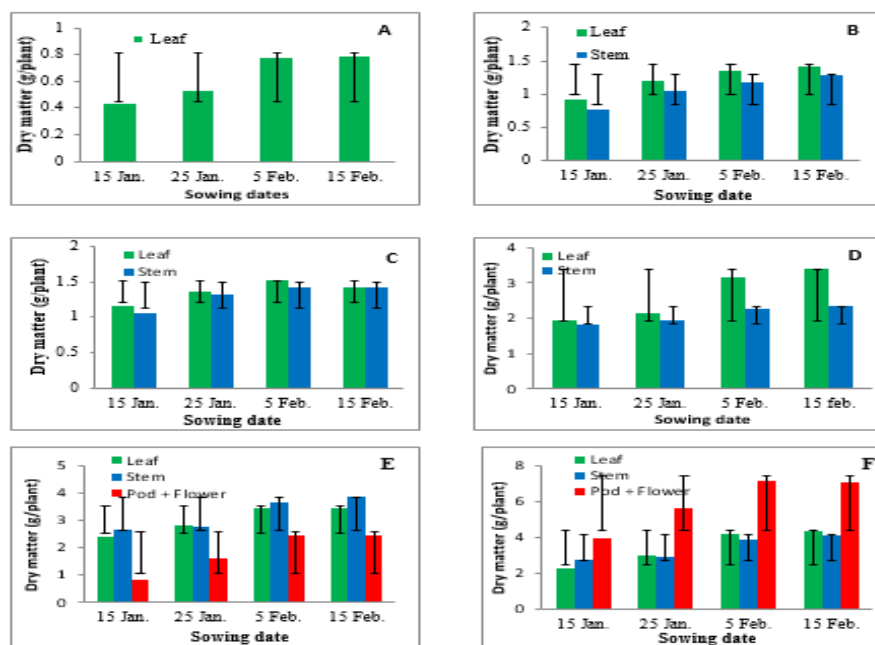 A
Leaf
Dry matter (g/plant)
1
0.8
0.6
0.4
0.2
0
15 Jan. 25 Jan. 5 Feb. 15 Feb.
Sowing dates
B
Leaf
Stem
Dry matter (g/plant)
2
1.5
1
0.5
0
15 Jan. 25 Jan. 5 Feb. 15 Feb.
Sowing date
C
Leaf
Stem
Dry matter (g/plant)
2
1.5
1
0.5
0
15 Jan. 25 Jan. 5 Feb. 15 Feb.
Sowing date
D
Leaf
Stem
Dry matter (g/plant)
4
3
2
1
0
15 Jan. 25 Jan. 5 Feb. 15 feb.
Sowing date
E
Leaf
Stem
Pod + Flower
Dry matter (g/plant)
5
4
3
2
1
0
15 Jan. 25 Jan. 5 Feb. 15 Feb.
Sowing date
F
Leaf
Stem
Pod + Flower
Dry matter (g/plant)
8
6
4
2
0
15 Jan. 25 Jan. 5 Feb. 15 Feb.
Sowing date